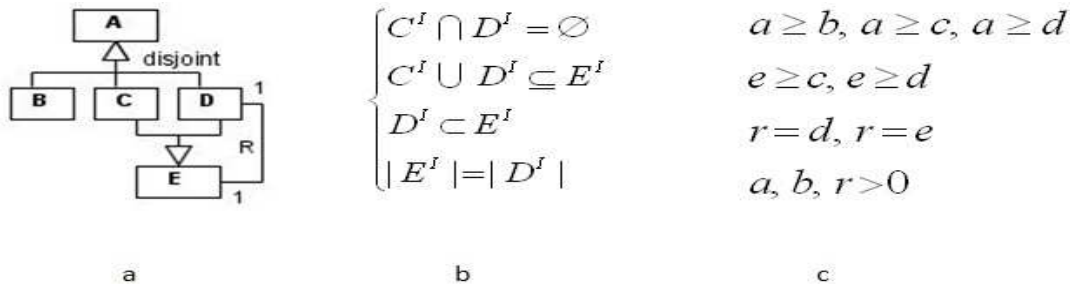 A
disjoint
B C D 1
R
E
1
C^I ∩ D^I = ∅
C^I ∪ D^I ⊆ E^I
D^I ⊂ E^I
| E^I |=| D^I |
a ≥ b, a ≥ c, a ≥ d
e ≥ c, e ≥ d
r = d, r = e
a, b, r > 0
a b c